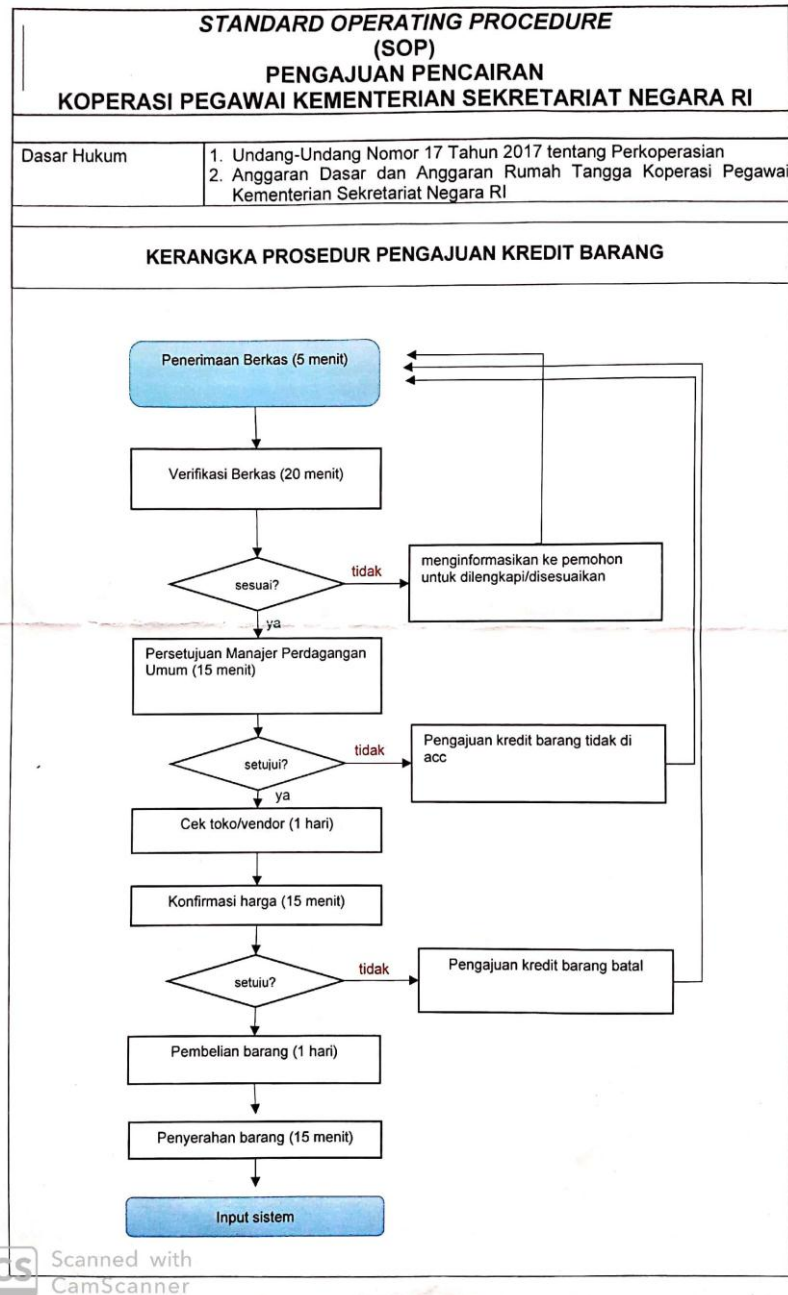 STANDARD OPERATING PROCEDURE
(SOP)
PENGAJUAN PENCAIRAN
KOPERASI PEGAWAI KEMENTERIAN SEKRETARIAT NEGARA RI
Dasar Hukum
1. Undang-Undang Nomor 17 Tahun 2017 tentang Perkoperasian
2. Anggaran Dasar dan Anggaran Rumah Tangga Koperasi Pegawai
Kementerian Sekretariat Negara RI
KERANGKA PROSEDUR PENGAJUAN KREDIT BARANG
Penerimaan Berkas (5 menit)
Verifikasi Berkas (20 menit)
sesuai?
tidak
menginformasikan ke pemohon
untuk dilengkapi/disesuaikan
ya
Persetujuan Manajer Perdagangan
Umum (15 menit)
setujui?
tidak
Pengajuan kredit barang tidak di
acc
ya
Cek toko/vendor (1 hari)
Konfirmasi harga (15 menit)
setuju?
tidak
Pengajuan kredit barang batal
Pembelian barang (1 hari)
Penyerahan barang (15 menit)
Input sistem
CS
Scanned with
CamScanner